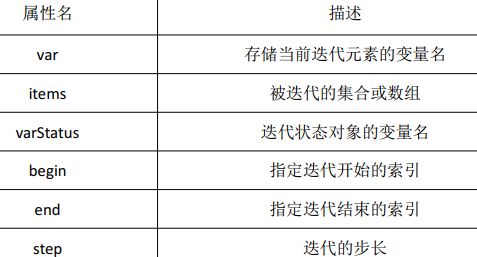 属性名 描述
var 存储当前迭代元素的变量名
items 被迭代的集合或数组
varStatus 迭代状态对象的变量名
begin 指定迭代开始的索引
end 指定迭代结束的索引
step 迭代的步长